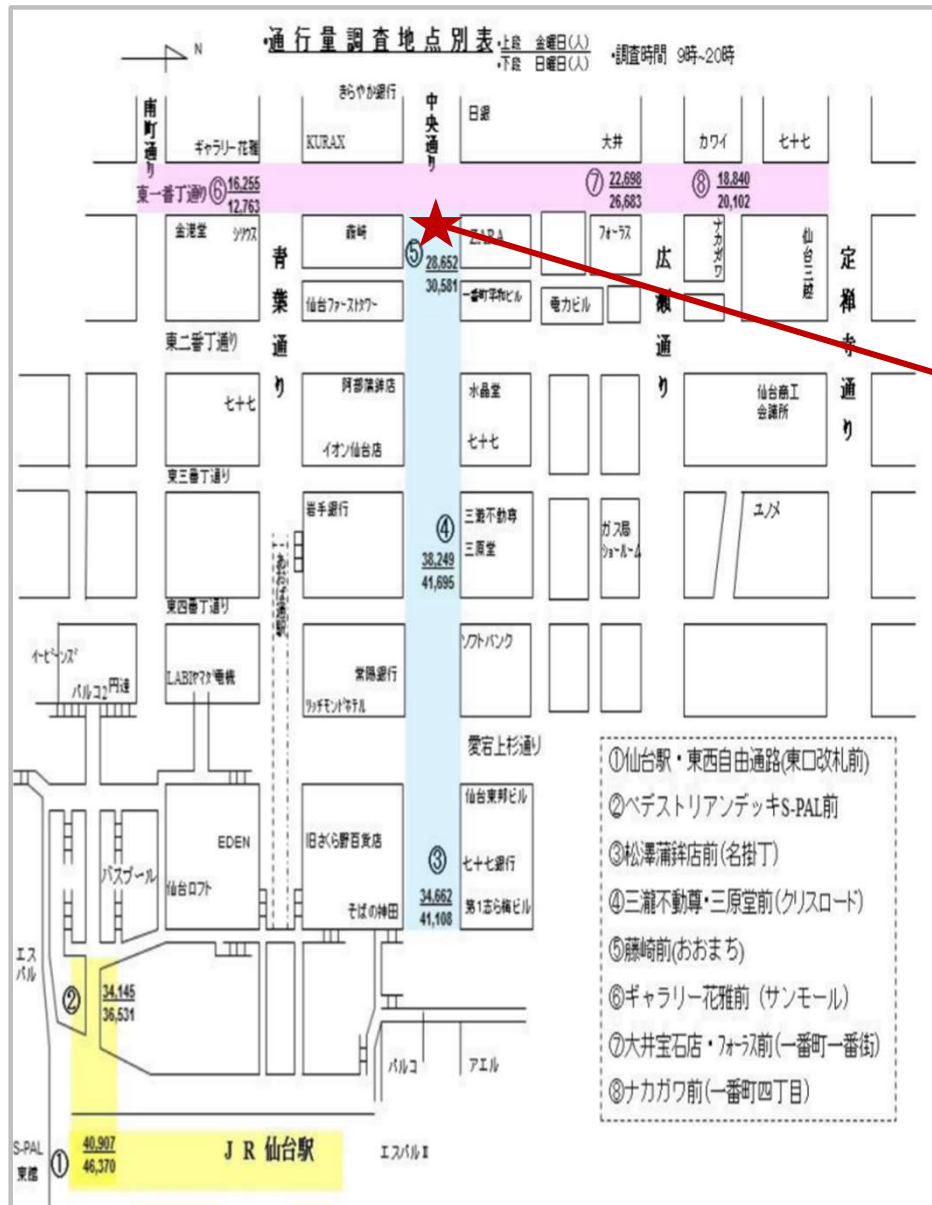 ・通行量調査地点別表
・上段 金曜日(人)
・下段 日曜日(人)
・調査時間 9時~20時
N
きらやか銀行
中央通り
日銀
南町通り
ギャラリー花雅
KURAX
大井
カワイ
七十七
東一番丁通り
⑥
16,255
12,763
⑦
22,698
26,683
⑧
18,840
20,102
金港堂
シリウス
青葉通り
藤崎
⑤
28,652
30,581
ZARA
フォーラス
広瀬通り
ナカガワ
仙台三越
定禅寺通り
仙台ファーストタワー
一番町平和ビル
電力ビル
東二番丁通り
七十七
阿部蒲鉾店
イオン仙台店
水晶堂
七十七
仙台商工
会議所
東三番丁通り
岩手銀行
④
38,249
41,695
三瀧不動尊
三原堂
ガス局
ショールーム
ユノメ
東四番丁通り
イービーンズ
パルコ2
円達
LABIヤマダ電機
常陽銀行
リッチモンドホテル
ソフトバンク
愛宕上杉通り
EDEN
バスプール
仙台ロフト
旧さくら野百貨店
そばの神田
③
34,662
41,108
仙台東邦ビル
七十七銀行
第1志ら梅ビル
エスパル
②
34,145
36,531
パルコ
アエル
S-PAL
東館
①
40,907
46,370
JR仙台駅
エスパルⅡ
①仙台駅・東西自由通路(東口改札前)
②ペデストリアンデッキS-PAL前
③松澤蒲鉾店前(名掛丁)
④三瀧不動尊・三原堂前(クリスロード)
⑤藤崎前(おおまち)
⑥ギャラリー花雅前 (サンモール)
⑦大井宝石店・フォーラス前(一番町一番街)
⑧ナカガワ前(一番町四丁目)